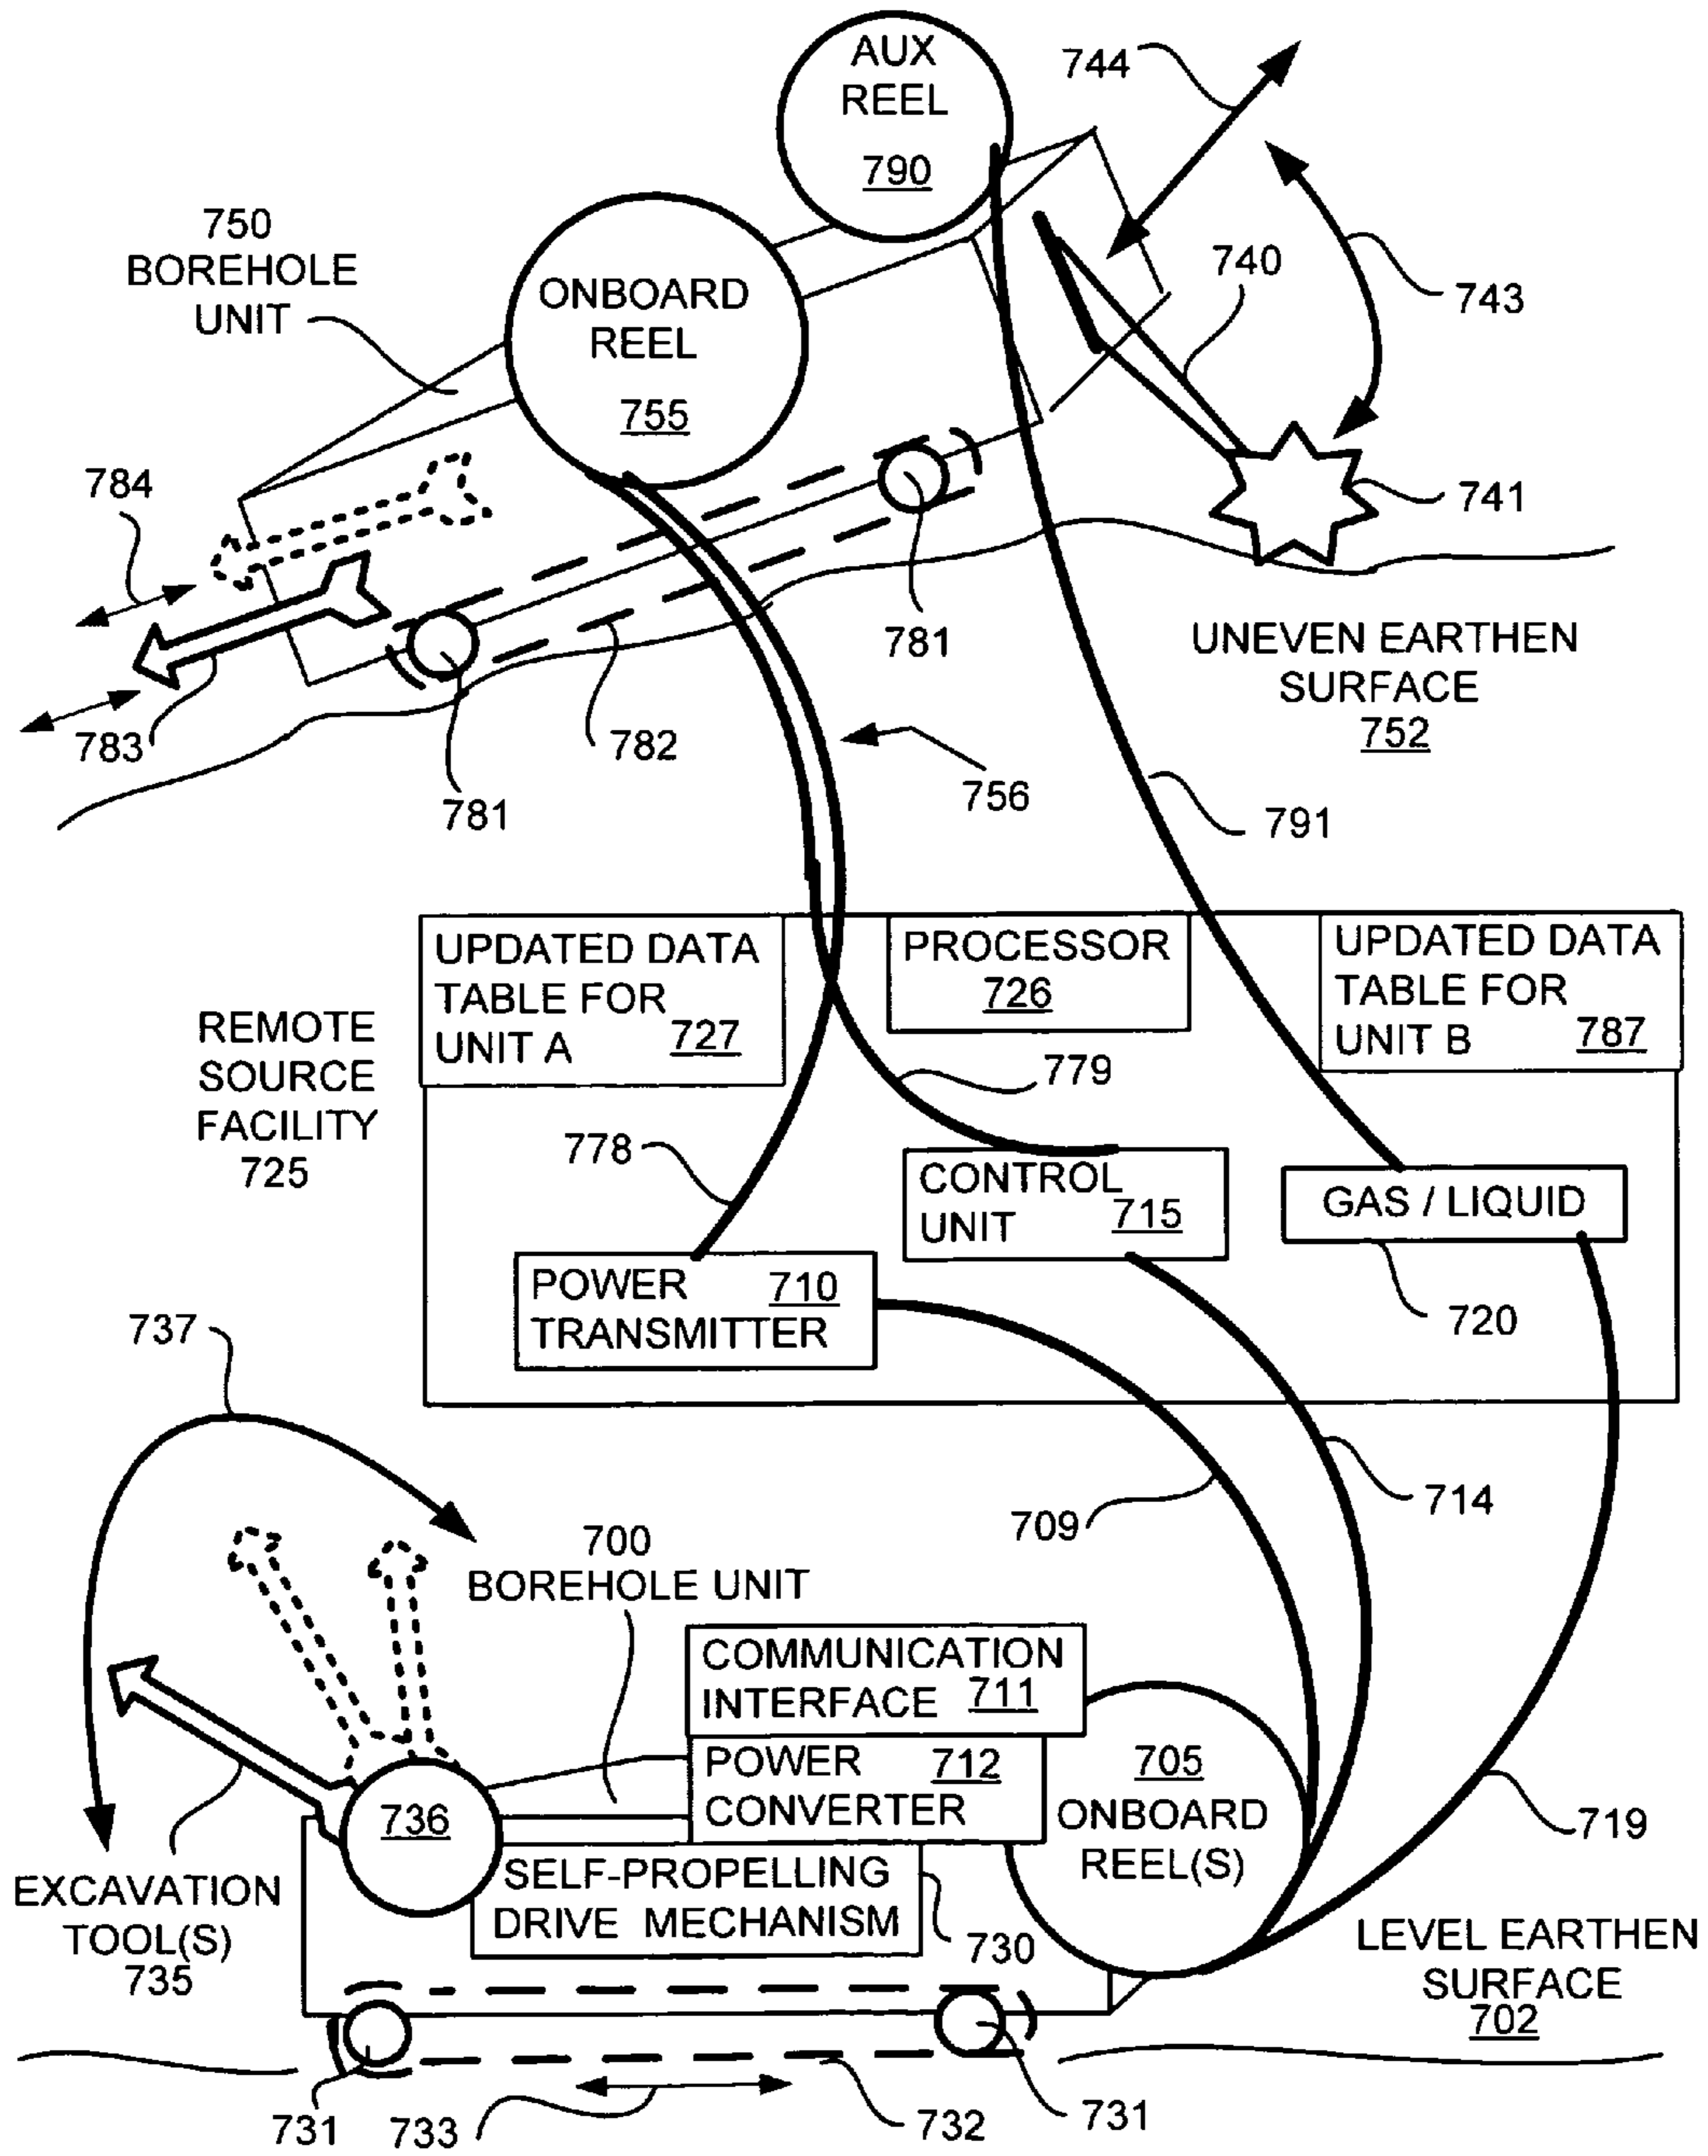 AUX
REEL
790
744
750
BOREHOLE
UNIT
ONBOARD
REEL
755
740
743
784
741
781
UNEVEN EARTHEN
SURFACE
752
783
782
781
756
791
UPDATED DATA
TABLE FOR
UNIT A 727
PROCESSOR
726
UPDATED DATA
TABLE FOR
UNIT B 787
REMOTE
SOURCE
FACILITY
725
779
778
CONTROL
UNIT 715
GAS / LIQUID
POWER 710
TRANSMITTER
720
737
714
709
700
BOREHOLE UNIT
COMMUNICATION
INTERFACE 711
POWER 712
CONVERTER
705
ONBOARD
REEL(S)
736
719
EXCAVATION
TOOL(S)
735
SELF-PROPELLING
DRIVE MECHANISM
730
LEVEL EARTHEN
SURFACE
702
731
733
732
731